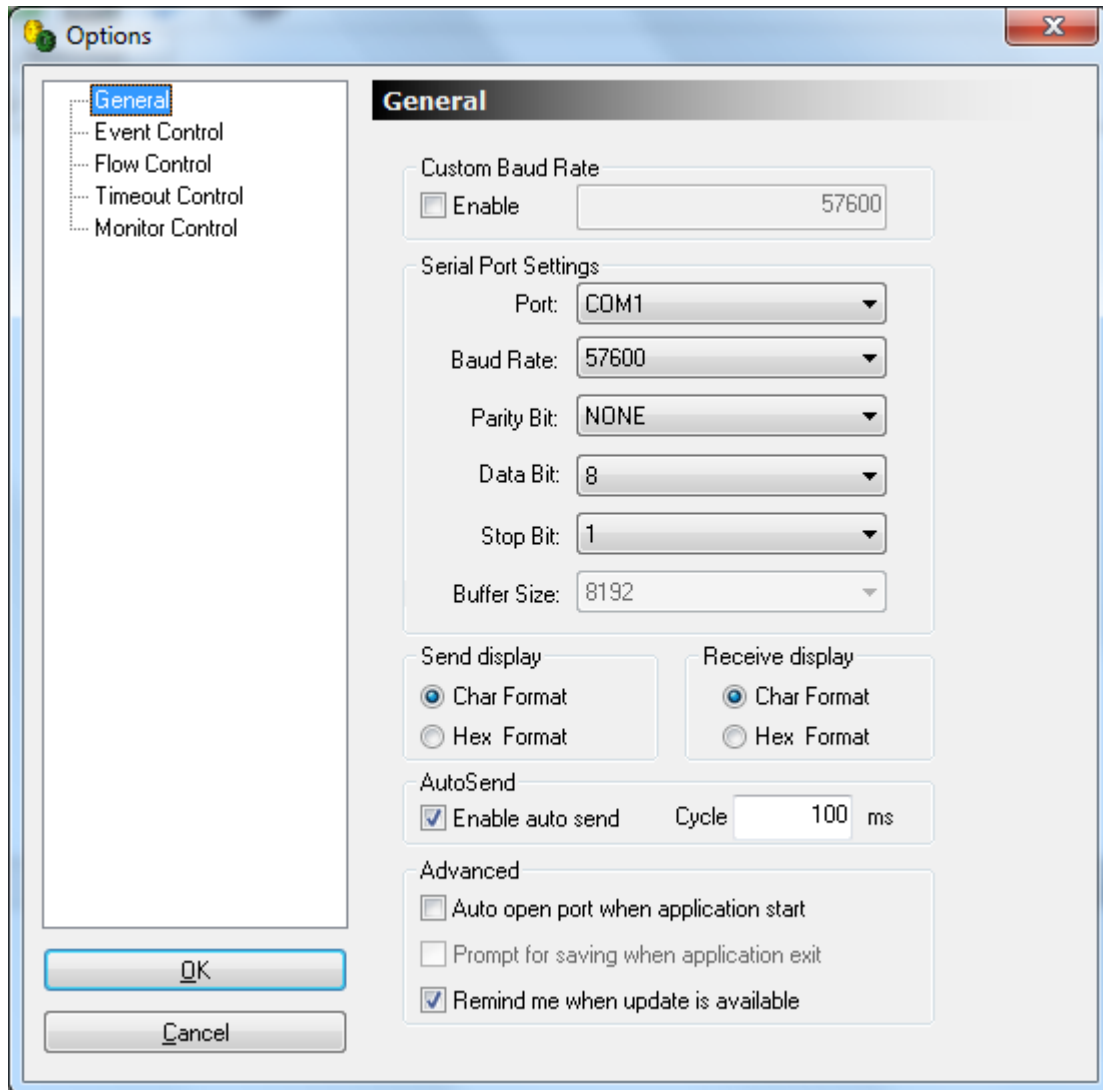 Options
General
Event Control
Flow Control
Timeout Control
Monitor Control
OK
Cancel
General
Custom Baud Rate
Enable 57600
Serial Port Settings
Port: COM1
Baud Rate: 57600
Parity Bit: NONE
Data Bit: 8
Stop Bit: 1
Buffer Size: 8192
Send display
Char Format
Hex Format
Receive display
Char Format
Hex Format
AutoSend
Enable auto send Cycle 100 ms
Advanced
Auto open port when application start
Prompt for saving when application exit
Remind me when update is available